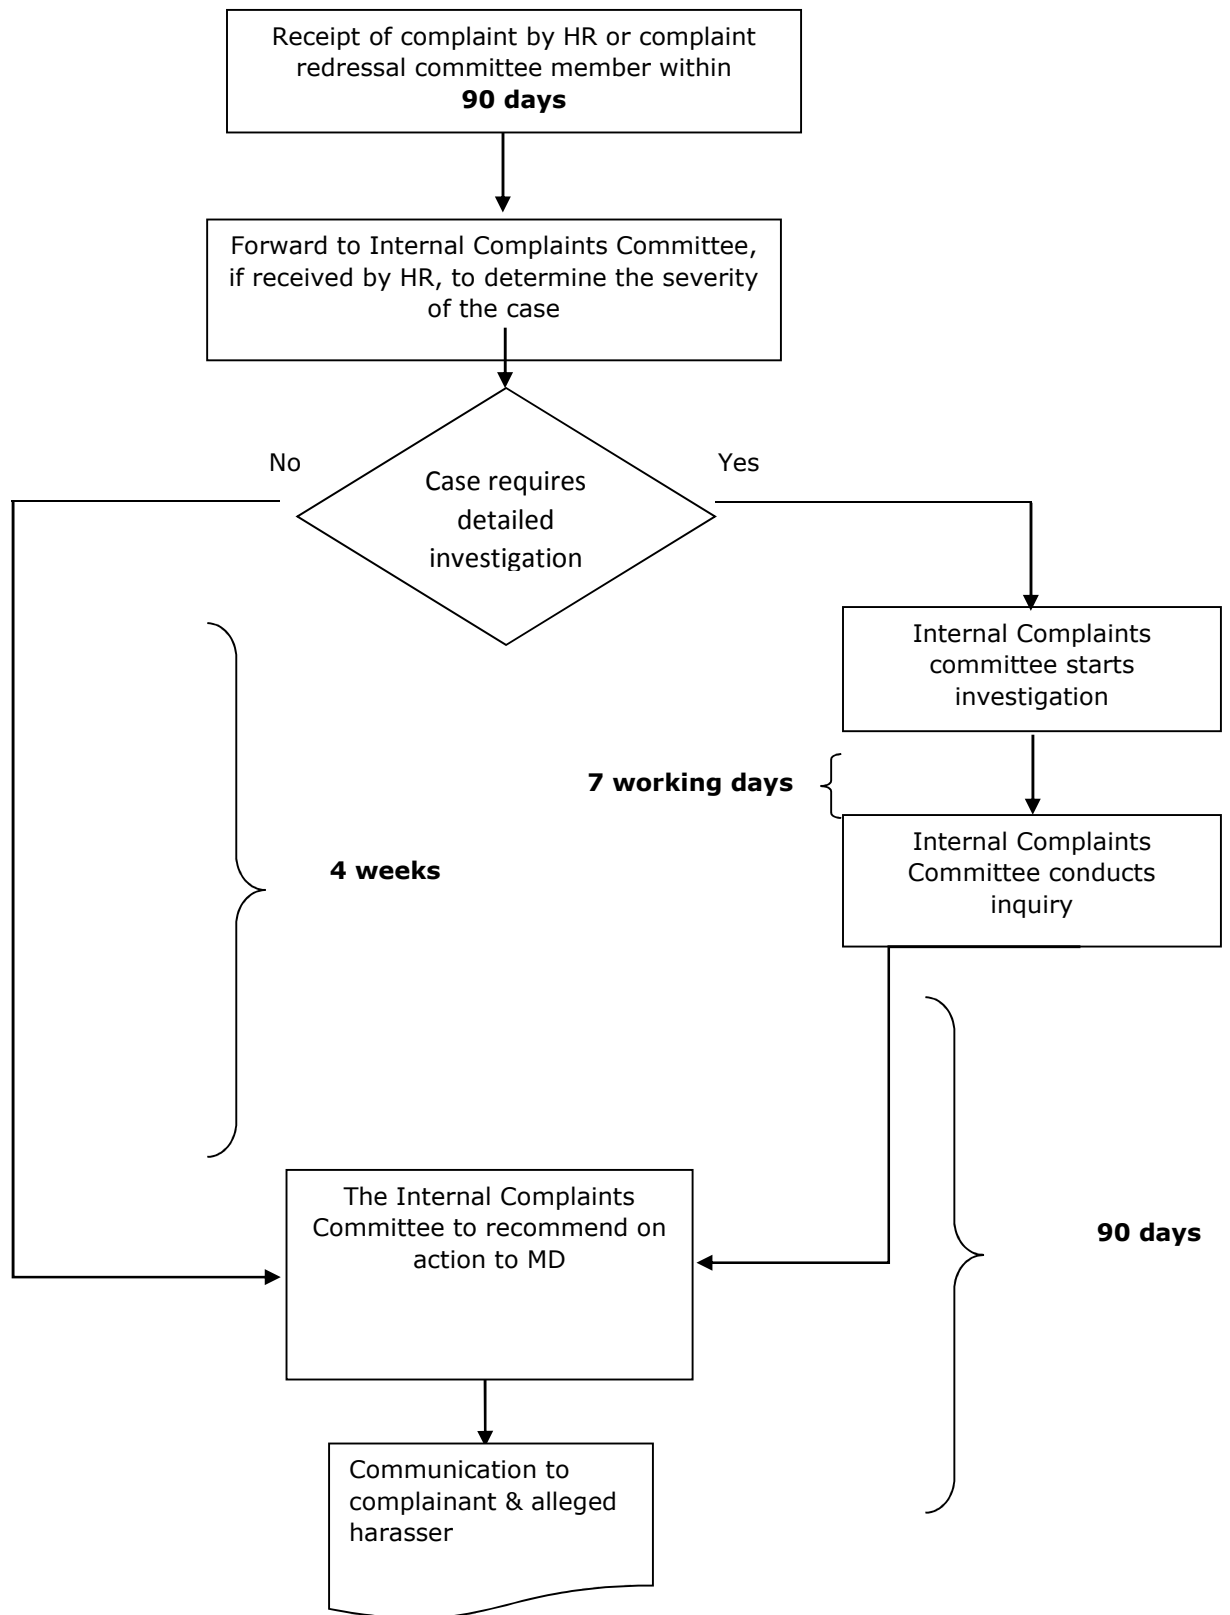 Receipt of complaint by HR or complaint
redressal committee member within
90 days
Forward to Internal Complaints Committee,
if received by HR, to determine the severity
of the case
No
Yes
Case requires
detailed
investigation
Internal Complaints
committee starts
investigation
7 working days
Internal Complaints
Committee conducts
inquiry
4 weeks
The Internal Complaints
Committee to recommend on
action to MD
90 days
Communication to
complainant & alleged
harasser